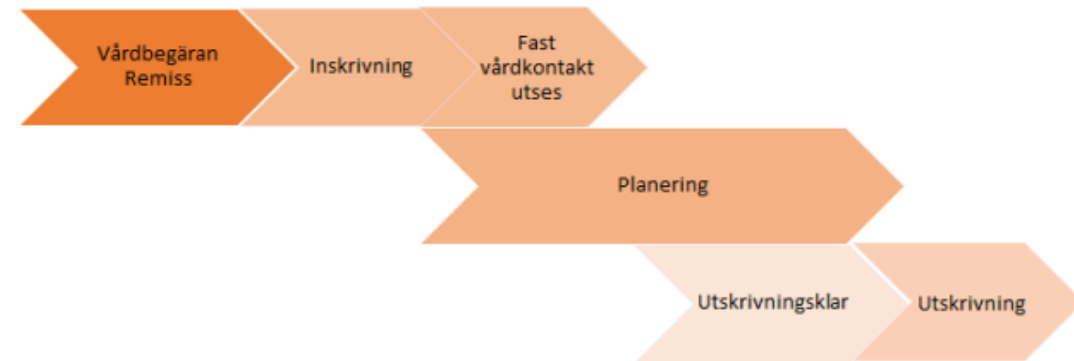 Vårdbegäran
Remiss
Inskrivning
Fast
vårdkontakt
utses
Planering
Utskrivningsklar
Utskrivning